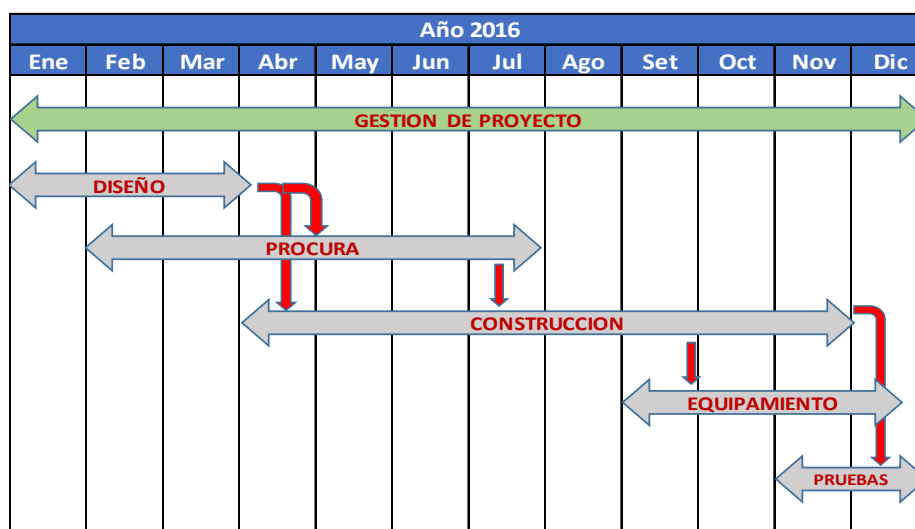 Año 2016
Ene Feb Mar Abr May Jun Jul Ago Set Oct Nov Dic
GESTION DE PROYECTO
DISEÑO
PROCURA
CONSTRUCCION
EQUIPAMIENTO
PRUEBAS